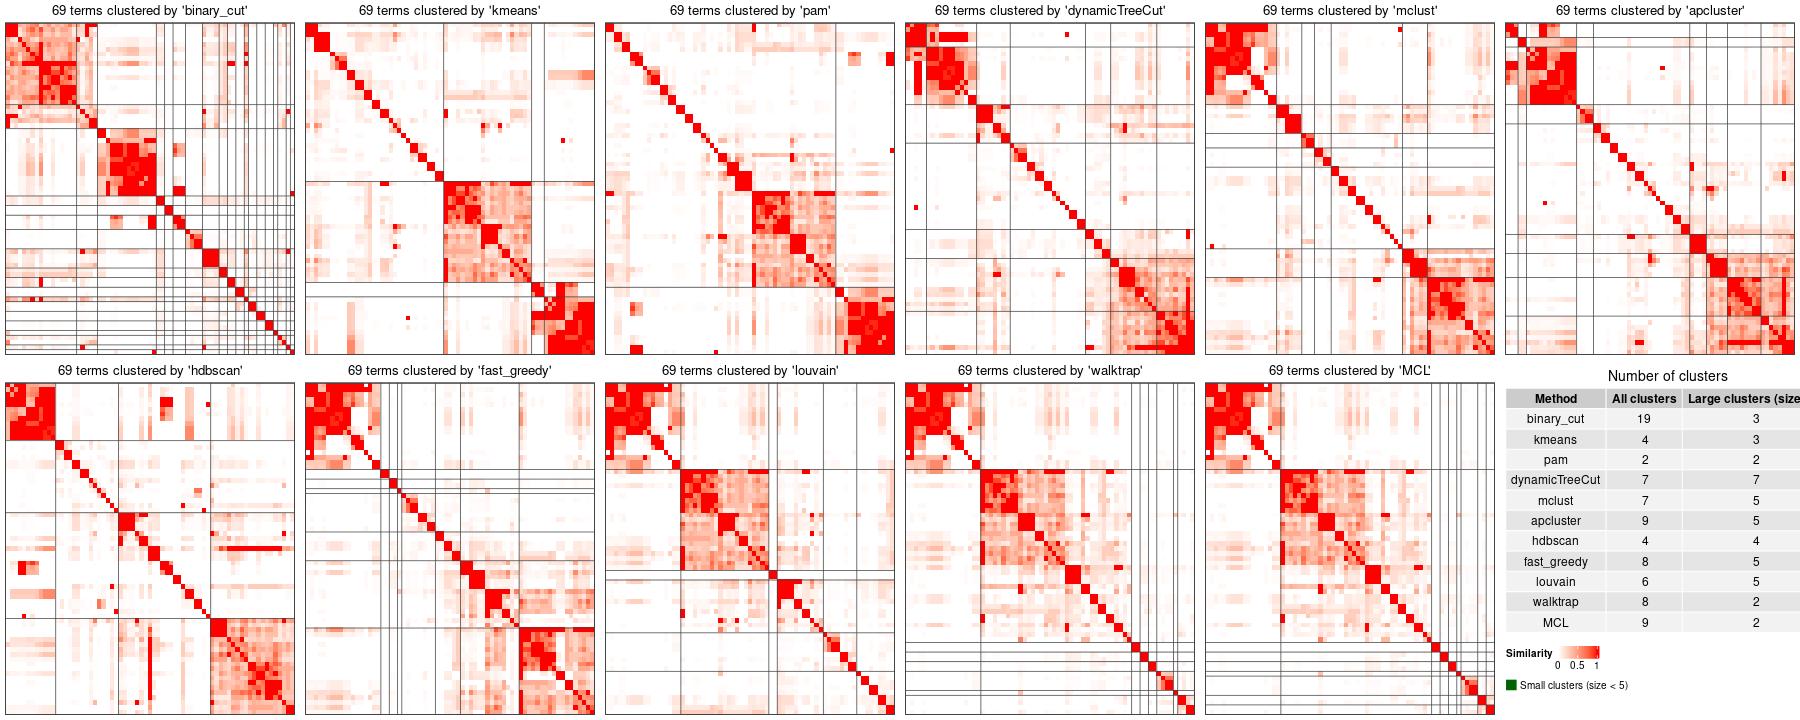 69 terms clustered by 'binary_cut'
69 terms clustered by 'kmeans'
69 terms clustered by 'pam'
69 terms clustered by 'dynamicTreeCut'
69 terms clustered by 'mclust'
69 terms clustered by 'apcluster'
69 terms clustered by 'hdbscan'
69 terms clustered by 'fast_greedy'
69 terms clustered by 'louvain'
69 terms clustered by 'walktrap'
69 terms clustered by 'MCL'
Number of clusters
Method All clusters Large clusters (size
binary_cut 19 3
kmeans 4 3
pam 2 2
dynamicTreeCut 7 7
mclust 7 5
apcluster 9 5
hdbscan 4 4
fast_greedy 8 5
louvain 6 5
walktrap 8 2
MCL 9 2
Similarity
0 0.5 1
Small clusters (size < 5)